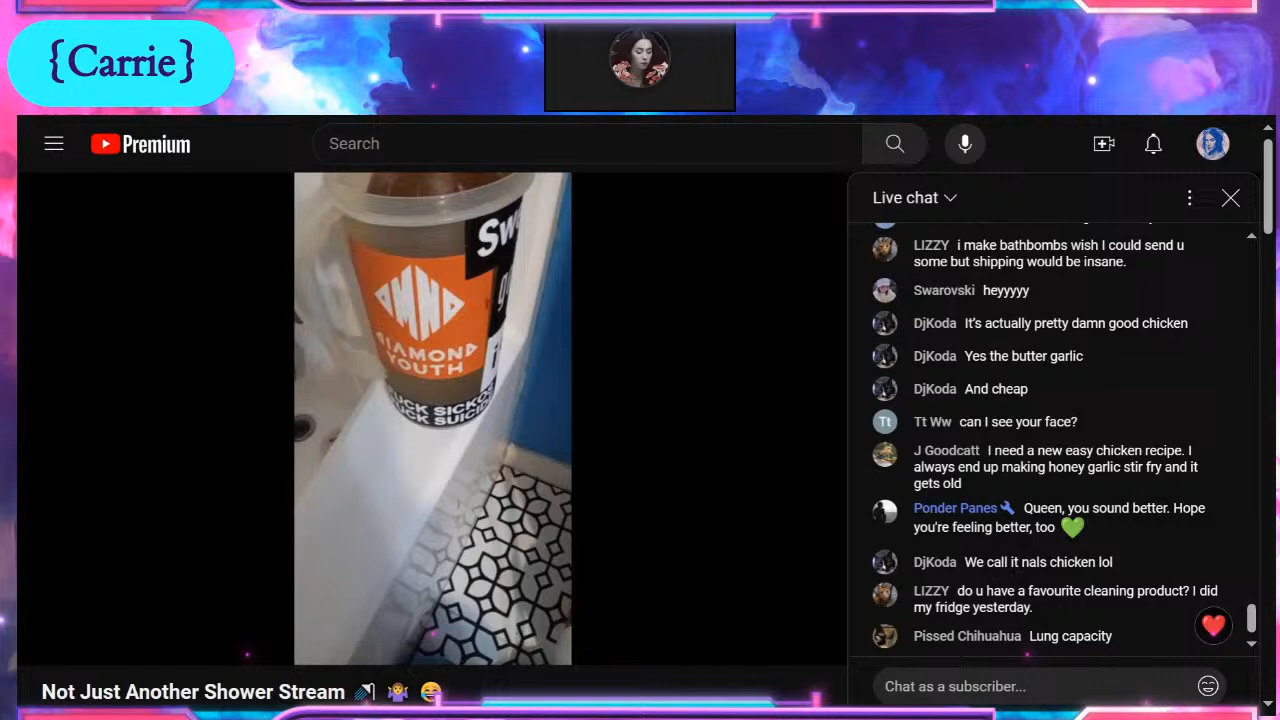 {Carrie}
Premium
Search
Live chat
LIZZY i make bathbombs wish I could send u
some but shipping would be insane.
Swarovski heyyyyy
DjKoda It's actually pretty damn good chicken
DjKoda Yes the butter garlic
DjKoda And cheap
Tt Tt Ww can I see your face?
J Goodcatt I need a new easy chicken recipe. I
always end up making honey garlic stir fry and it
gets old
Ponder Panes Queen, you sound better. Hope
you're feeling better, too 💚
DjKoda We call it nals chicken lol
LIZZY do u have a favourite cleaning product? I did
my fridge yesterday.
Pissed Chihuahua Lung capacity
Chat as a subscriber...
DMND
DIAMOND
YOUTH
Not Just Another Shower Stream 🚿 🤷‍♀️ 😂